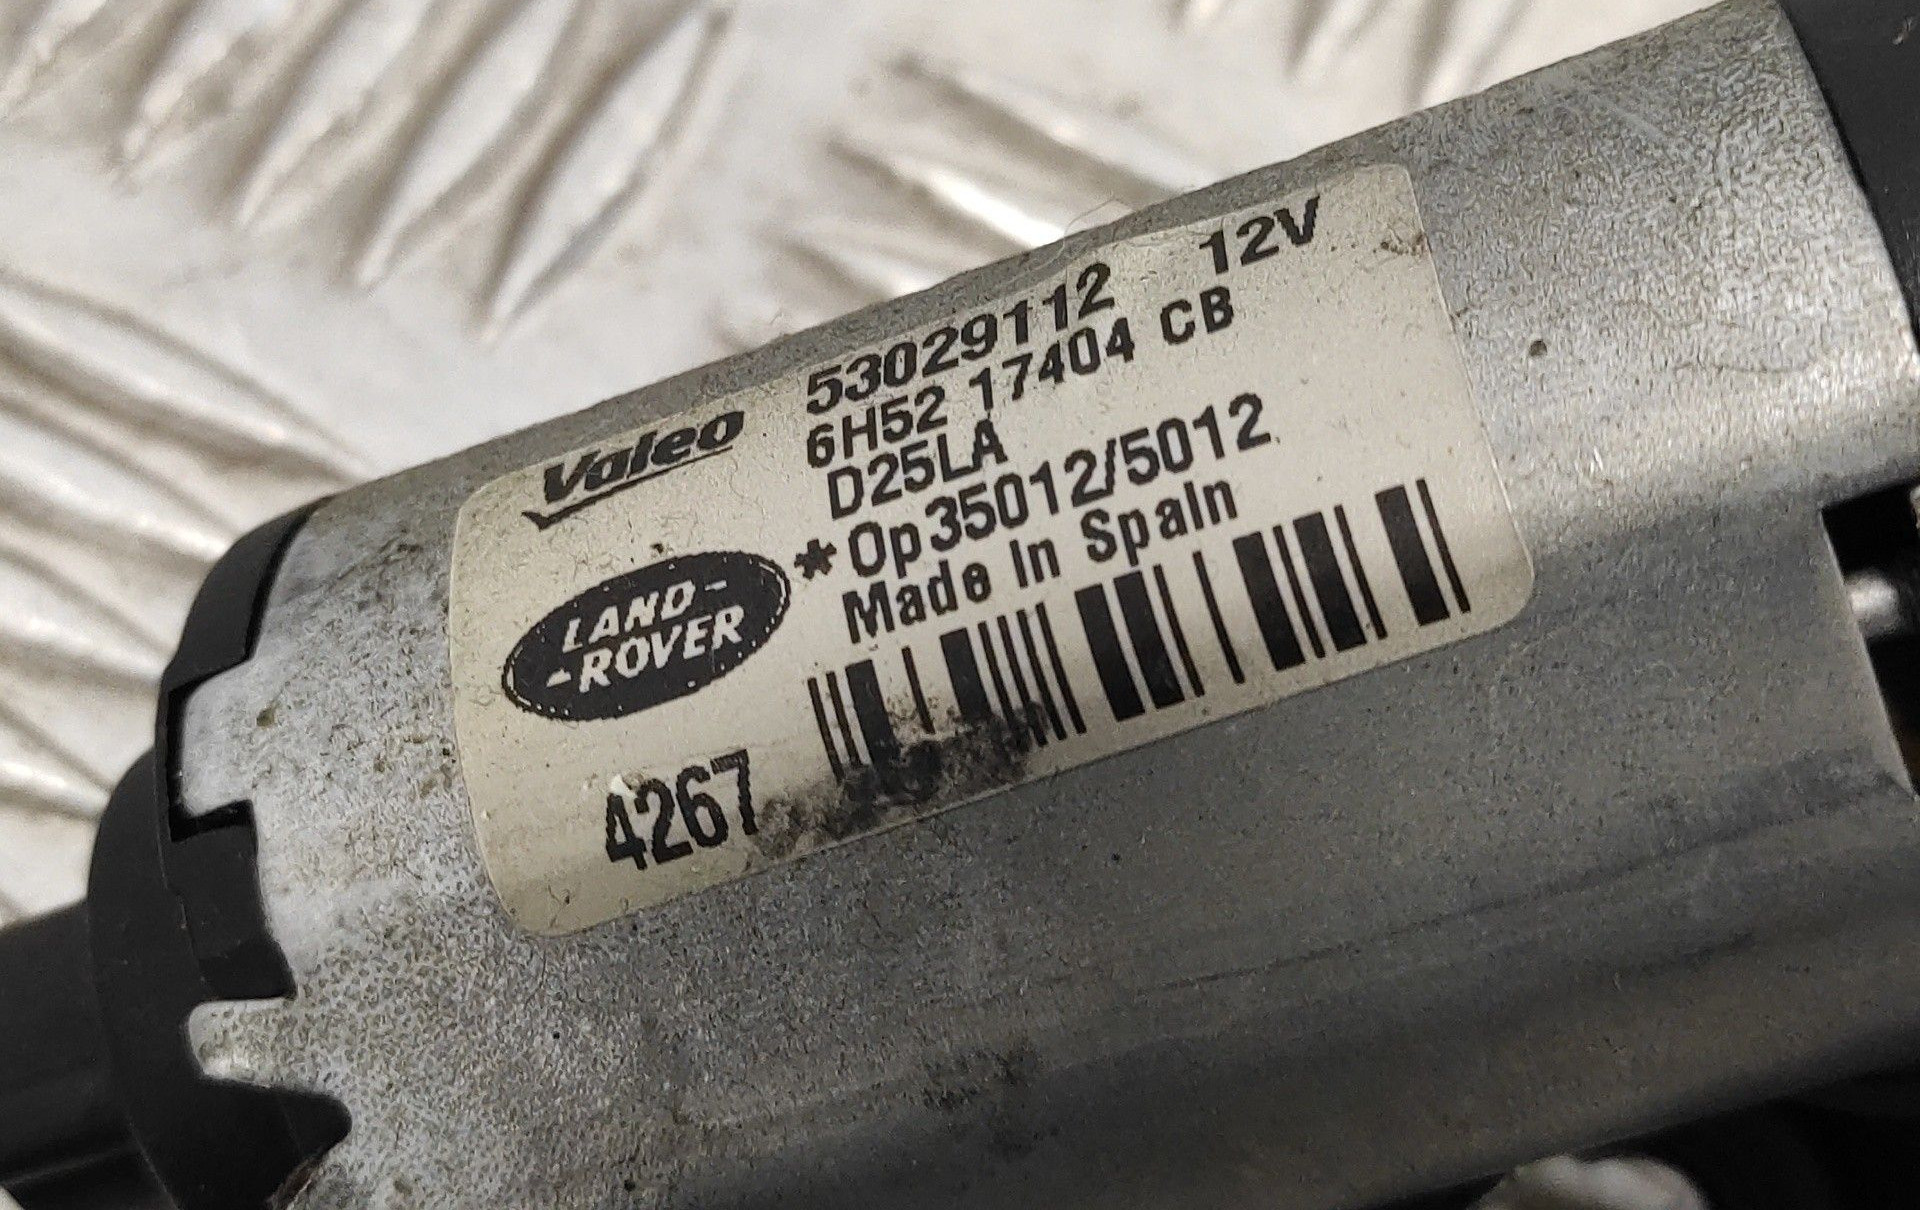 Valeo
53029112 12V
6H52 17404 CB
D25LA
*Op35012/5012
Made In Spain
LAND-
-ROVER
4267